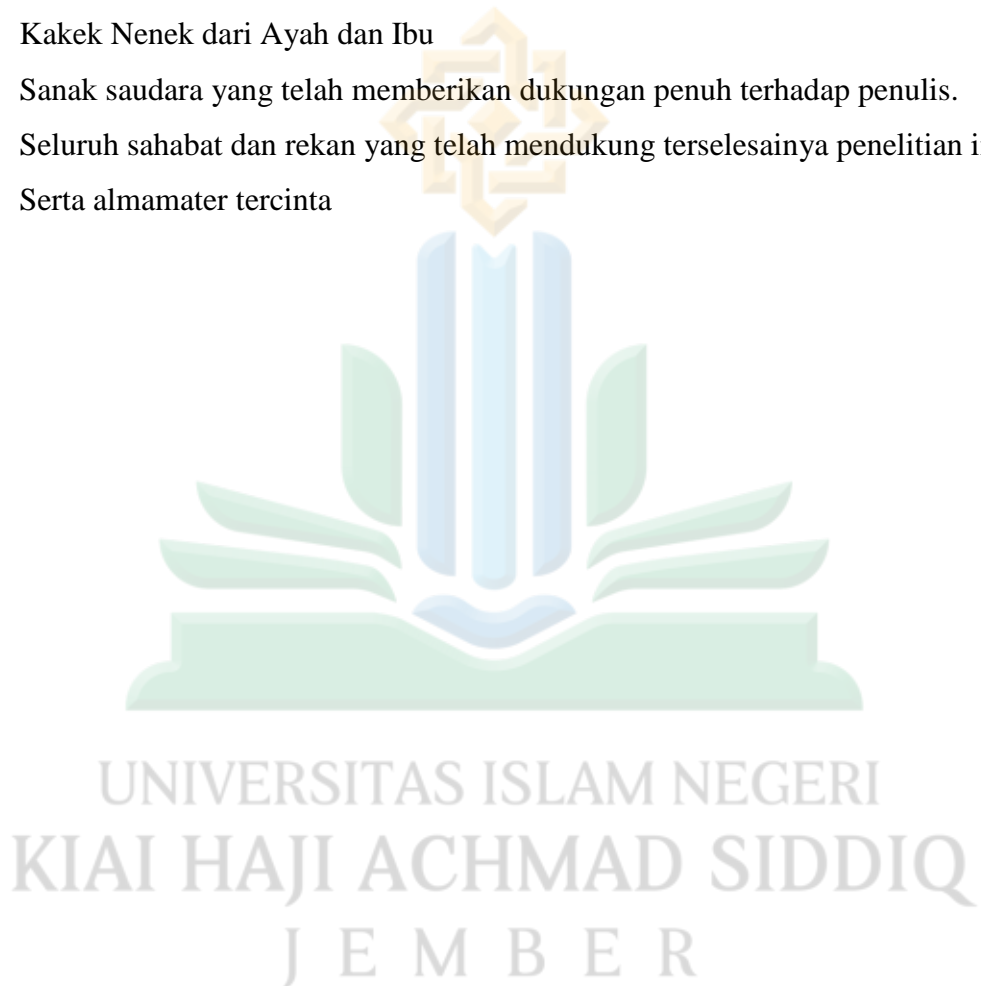 Kakek Nenek dari Ayah dan Ibu
Sanak saudara yang telah memberikan dukungan penuh terhadap penulis.
Seluruh sahabat dan rekan yang telah mendukung terselesainya penelitian
Serta almamater tercinta
UNIVERSITAS ISLAM NEGERI
KIAI HAJI ACHMAD SIDDIQ
JEMBER